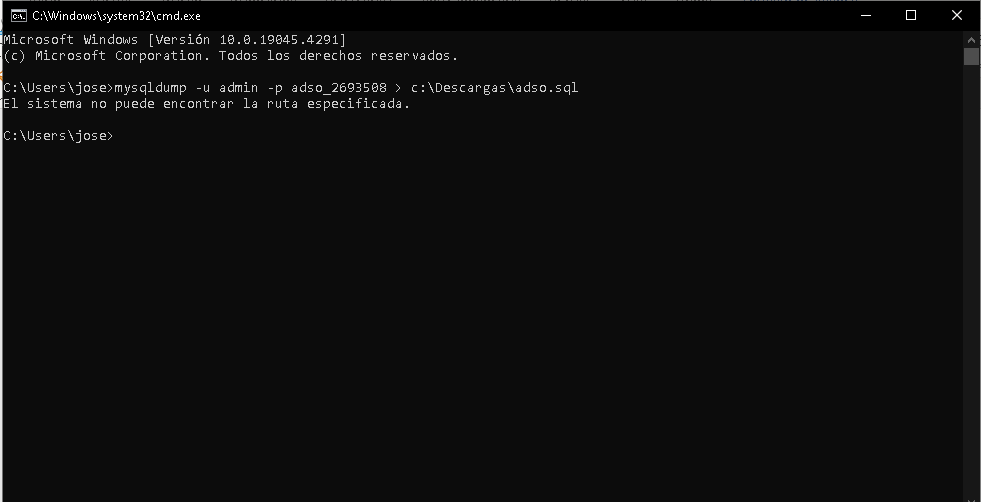 C:\Windows\system32\cmd.exe
Microsoft Windows [Versión 10.0.19045.4291]
(c) Microsoft Corporation. Todos los derechos reservados.
C:\Users\jose>mysqldump -u admin -p adso_2693508 > c:\Descargas\adso.sql
El sistema no puede encontrar la ruta especificada.
C:\Users\jose>